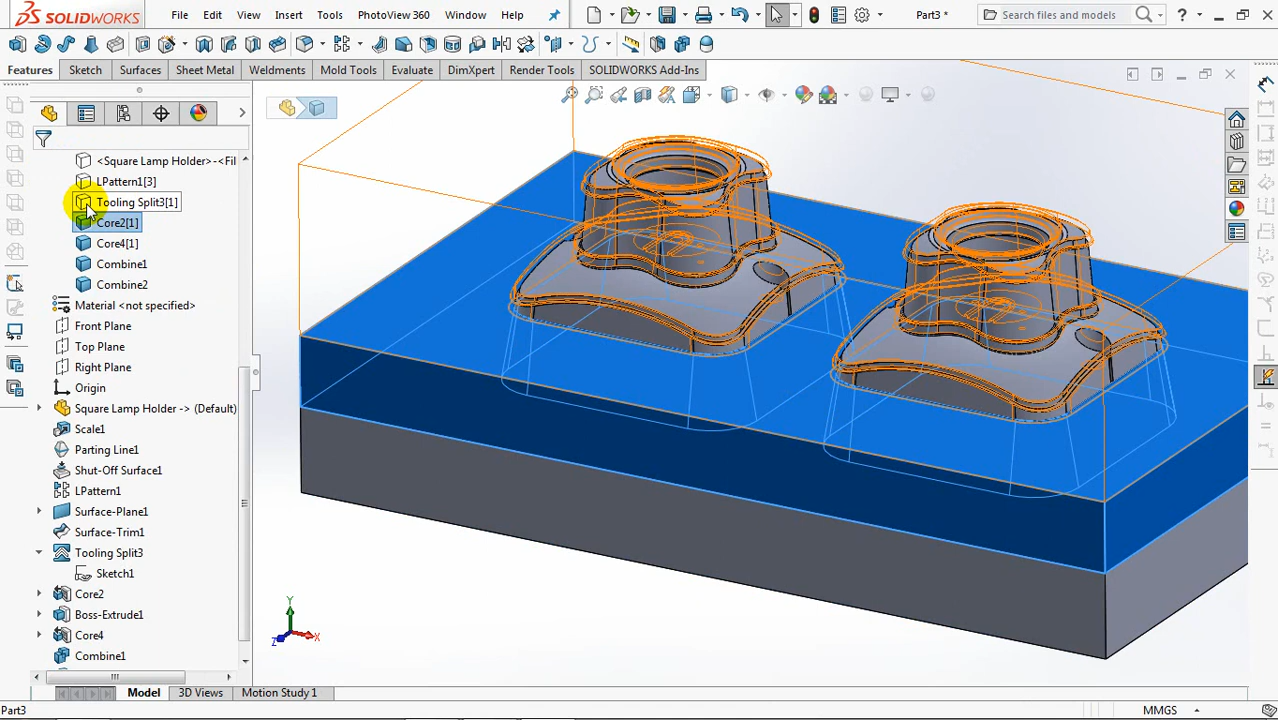 SOLIDWORKS File Edit View Insert Tools PhotoView 360 Window Help Part3 * Search files and models ?
Features Sketch Surfaces Sheet Metal Weldments Mold Tools Evaluate DimXpert Render Tools SOLIDWORKS Add-Ins
<Square Lamp Holder>-<Fil
LPattern1[3]
Tooling Split3[1]
Core2[1]
Core4[1]
Combine1
Combine2
Material <not specified>
Front Plane
Top Plane
Right Plane
Origin
Square Lamp Holder -> (Default)
Scale1
Parting Line1
Shut-Off Surface1
LPattern1
Surface-Plane1
Surface-Trim1
Tooling Split3
Sketch1
Core2
Boss-Extrude1
Core4
Combine1
Y
Z X
Model 3D Views Motion Study 1
Part3 MMGS